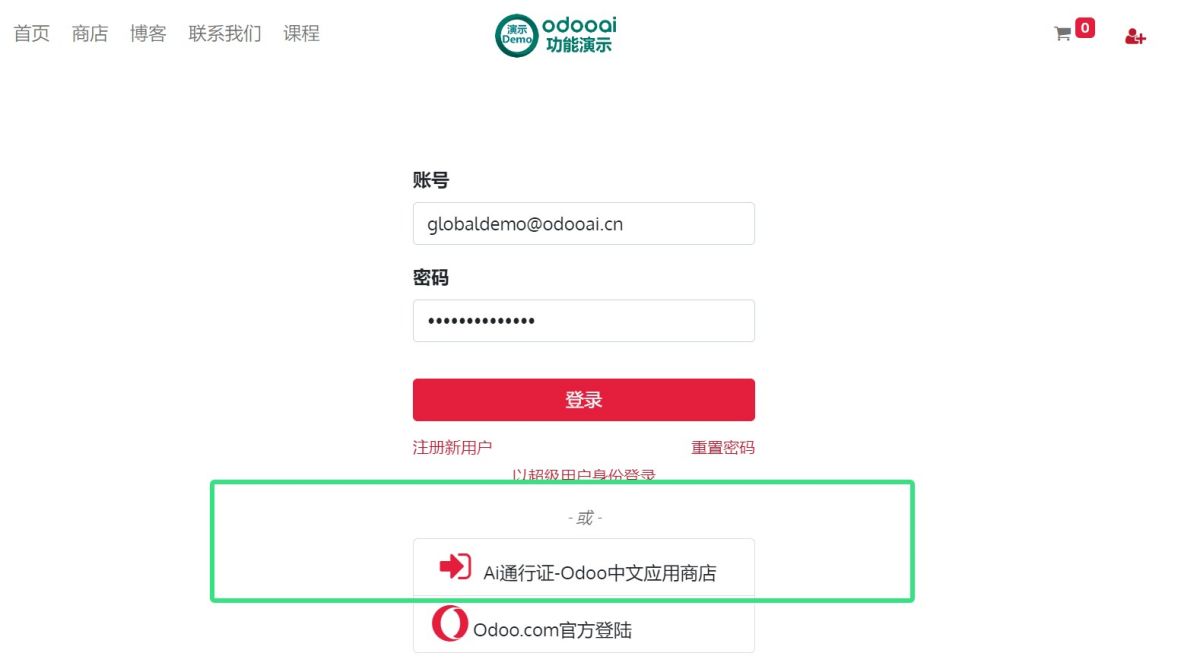 首页 商店 博客 联系我们 课程
演示
Demo
odooai
功能演示
0
账号
globaldemo@odooai.cn
密码
••••••••••••••
登录
注册新用户 重置密码
以超级用户身份登录
- 或 -
Ai通行证-Odoo中文应用商店
Odoo.com官方登陆